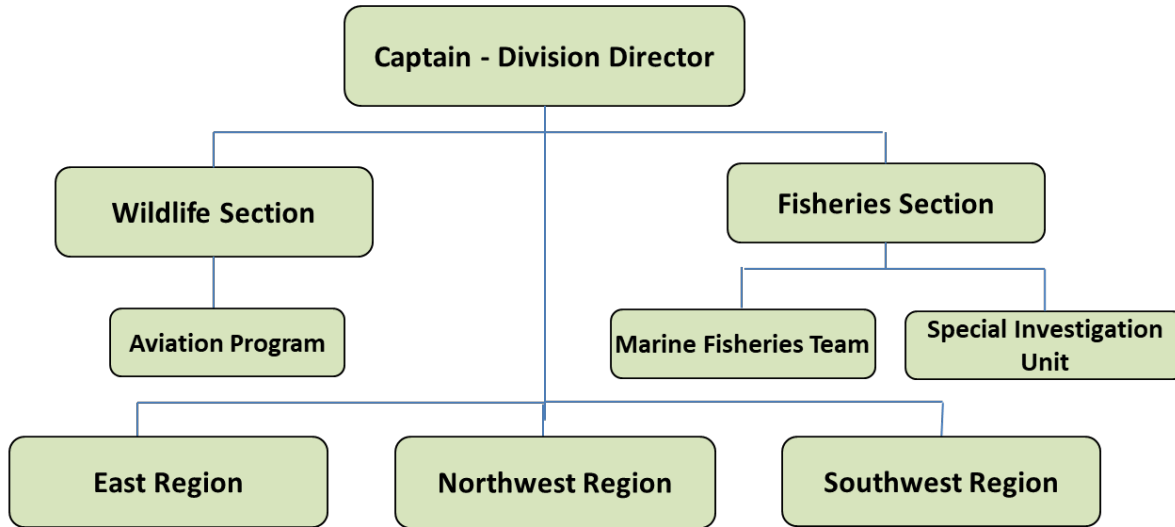 Captain - Division Director
Wildlife Section
Fisheries Section
Aviation Program
Marine Fisheries Team
Special Investigation
Unit
East Region
Northwest Region
Southwest Region